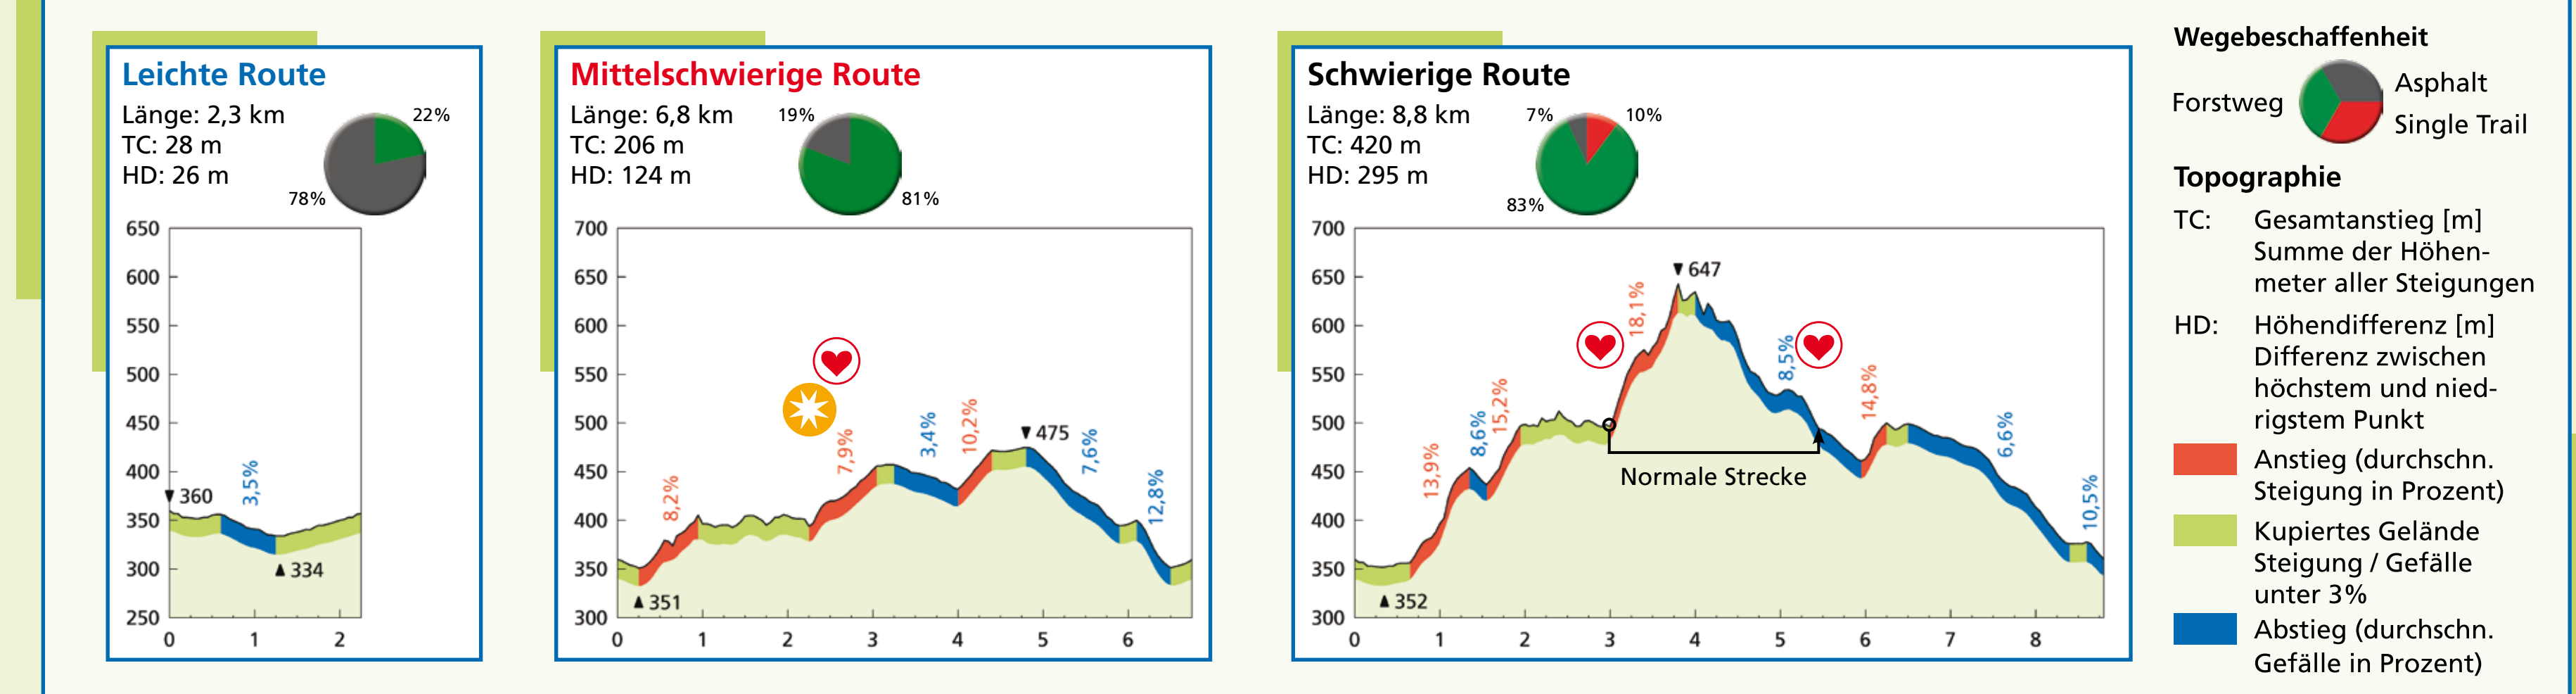 Leichte Route
Länge: 2,3 km
TC: 28 m
HD: 26 m
22%
78%
650
600
550
500
450
400
350
300
250
360
3,5%
334
0 1 2
Mittelschwierige Route
Länge: 6,8 km
TC: 206 m
HD: 124 m
19%
81%
700
650
600
550
500
450
400
350
300
351
8,2%
7,9%
3,4%
10,2%
475
7,6%
12,8%
0 1 2 3 4 5 6
Schwierige Route
Länge: 8,8 km
TC: 420 m
HD: 295 m
7%
10%
83%
700
650
600
550
500
450
400
350
300
352
13,9%
8,6%
15,2%
18,1%
647
8,5%
14,8%
6,6%
10,5%
Normale Strecke
0 1 2 3 4 5 6 7 8
Wegebeschaffenheit
Forstweg
Asphalt
Single Trail
Topographie
TC: Gesamtanstieg [m]
Summe der Höhen-
meter aller Steigungen
HD: Höhendifferenz [m]
Differenz zwischen
höchstem und nied-
rigstem Punkt
Anstieg (durchschn.
Steigung in Prozent)
Kupiertes Gelände
Steigung / Gefälle
unter 3%
Abstieg (durchschn.
Gefälle in Prozent)